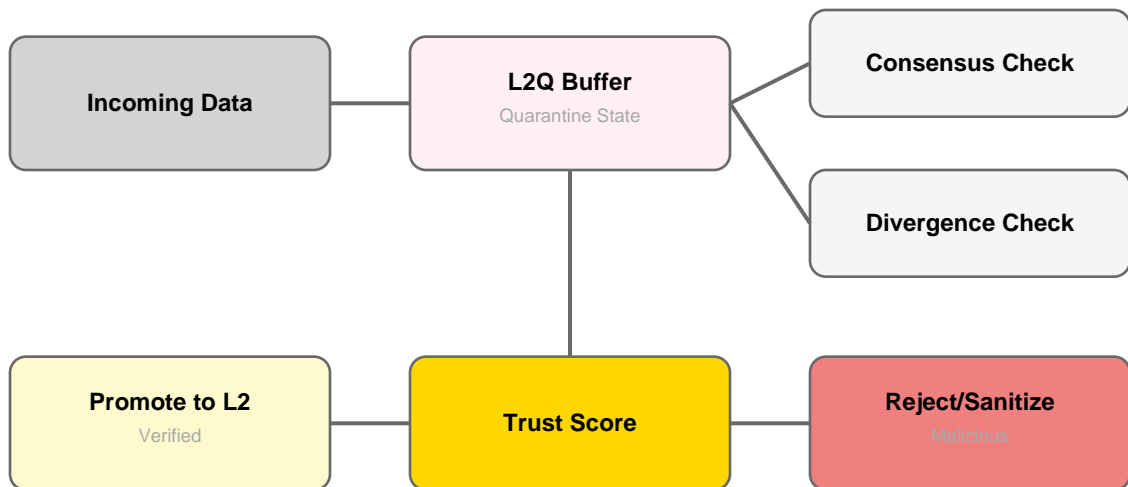 Incoming Data
L2Q Buffer
Quarantine State
Consensus Check
Divergence Check
Promote to L2
Verified
Trust Score
Reject/Sanitize
Malicious